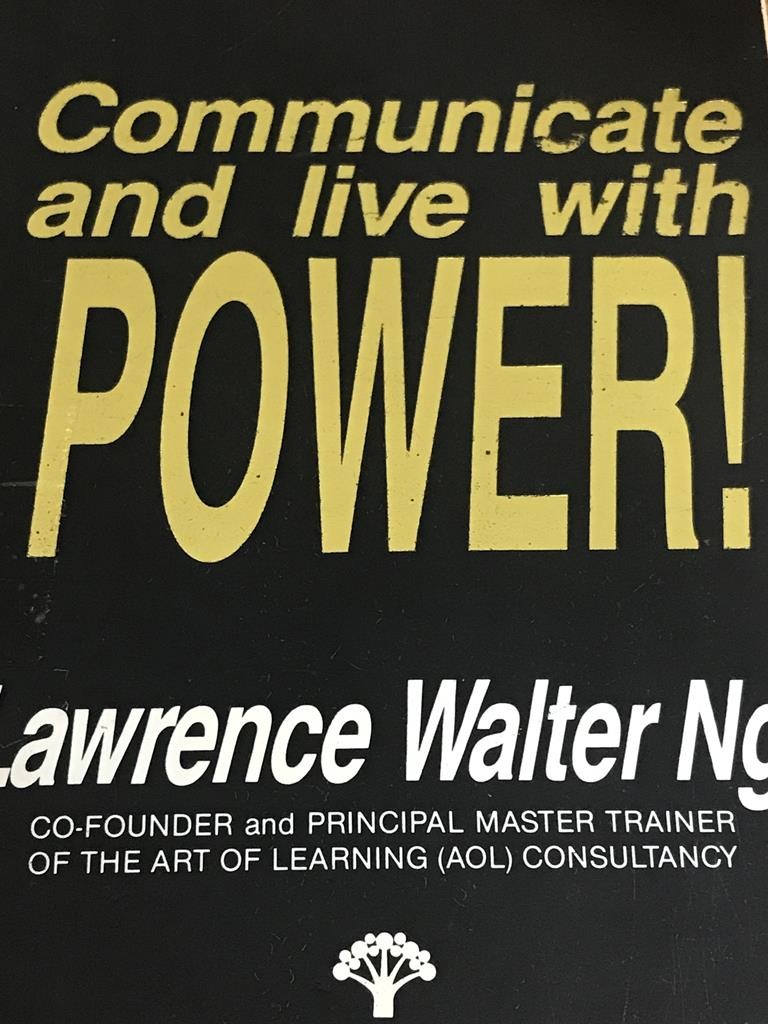 Communicate
and live with
POWER!
Lawrence Walter Ng
CO-FOUNDER and PRINCIPAL MASTER TRAINER
OF THE ART OF LEARNING (AOL) CONSULTANCY